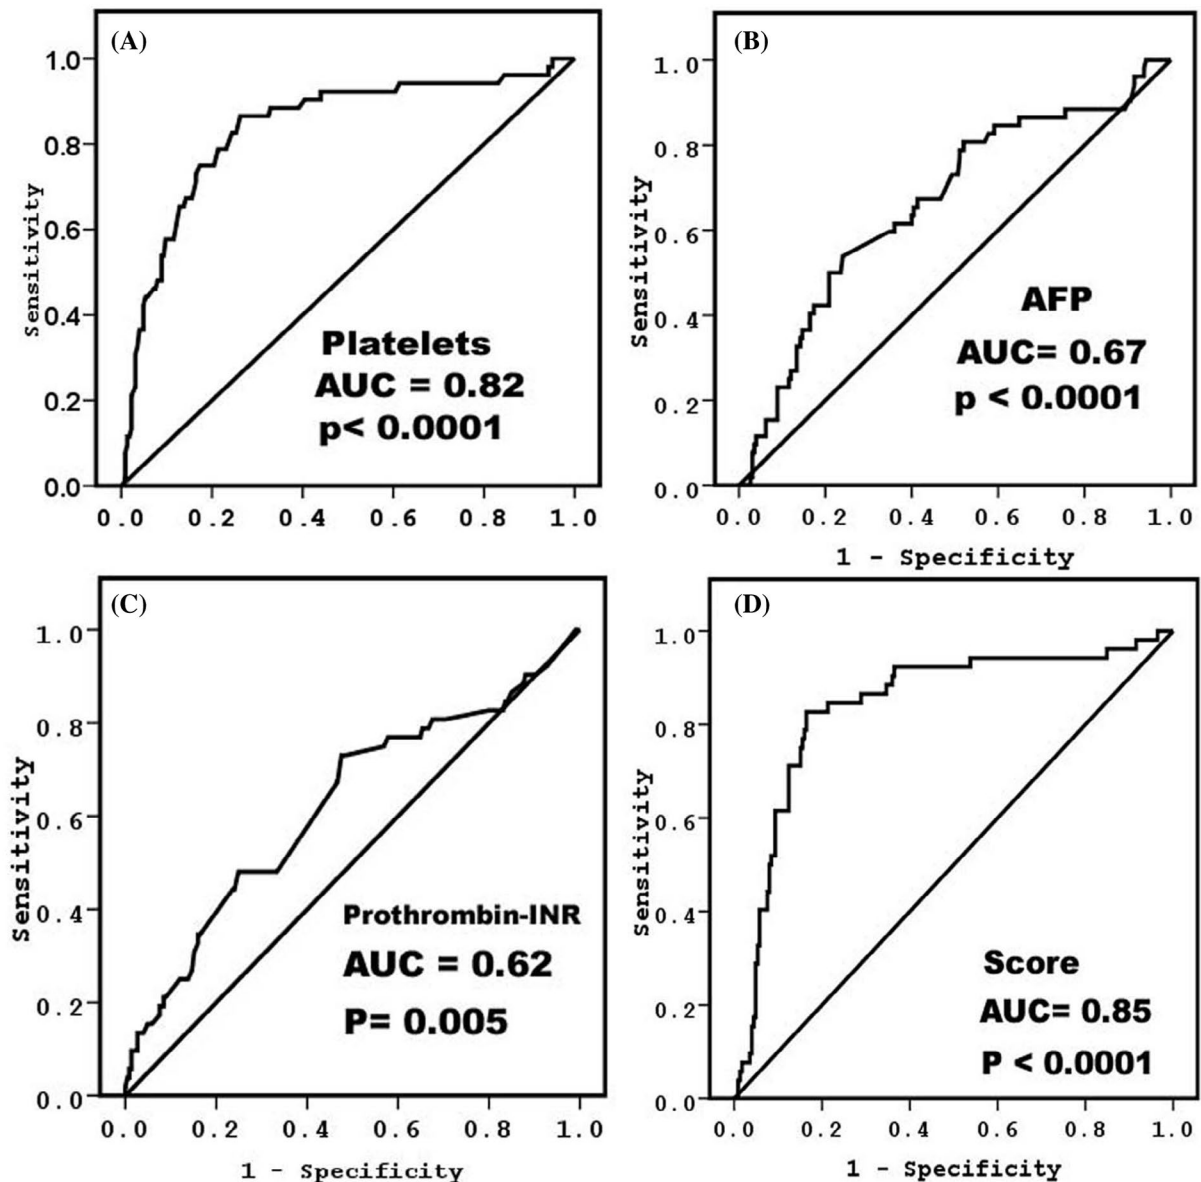 (A)
1.0
0.8
0.6
0.4
0.2
0.0
Sensitivity
Platelets
AUC = 0.82
p< 0.0001
0.0 0.2 0.4 0.6 0.8 1.0
(B)
1.0
0.8
0.6
0.4
0.2
0.0
Sensitivity
AFP
AUC= 0.67
p < 0.0001
0.0 0.2 0.4 0.6 0.8 1.0
1 - Specificity
(C)
1.0
0.8
0.6
0.4
0.2
0.0
Sensitivity
Prothrombin-INR
AUC = 0.62
P= 0.005
0.0 0.2 0.4 0.6 0.8 1.0
1 - Specificity
(D)
1.0
0.8
0.6
0.4
0.2
0.0
Sensitivity
Score
AUC= 0.85
P < 0.0001
0.0 0.2 0.4 0.6 0.8 1.0
1 - Specificity